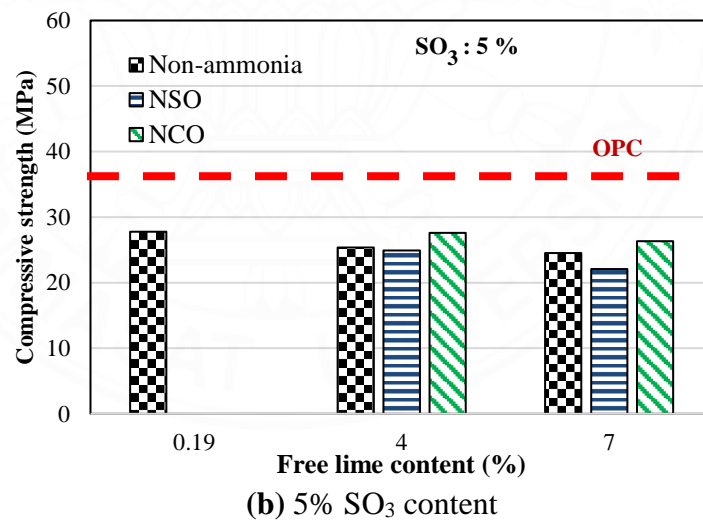 60
50
40
30
20
10
0
Compressive strength (MPa)
SO3 : 5 %
Non-ammonia
NSO
NCO
OPC
0.19 4 7
Free lime content (%)
(b) 5% SO3 content